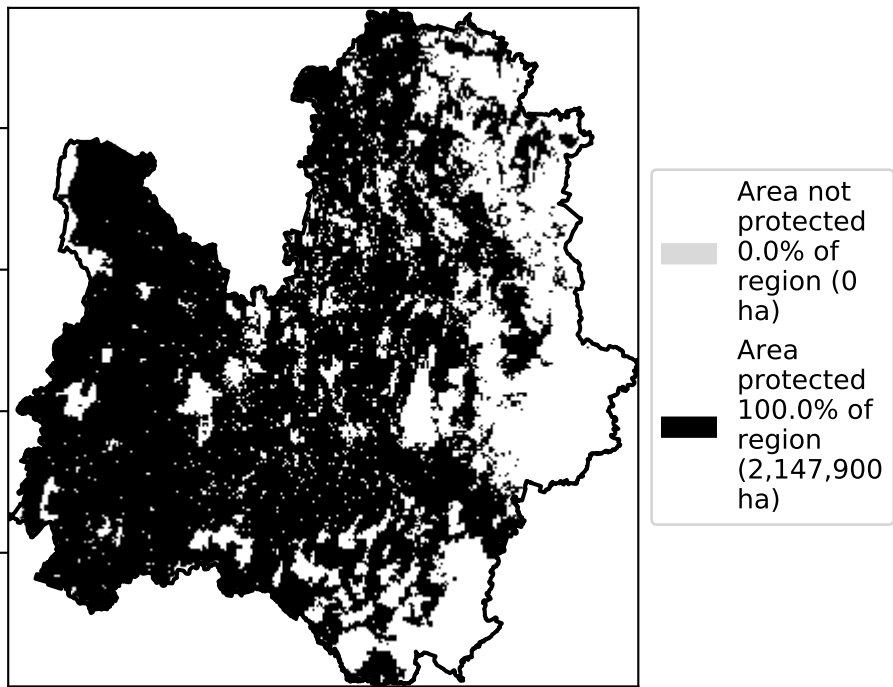 Area not
protected
0.0% of
region (0
ha)
Area
protected
100.0% of
region
(2,147,900
ha)